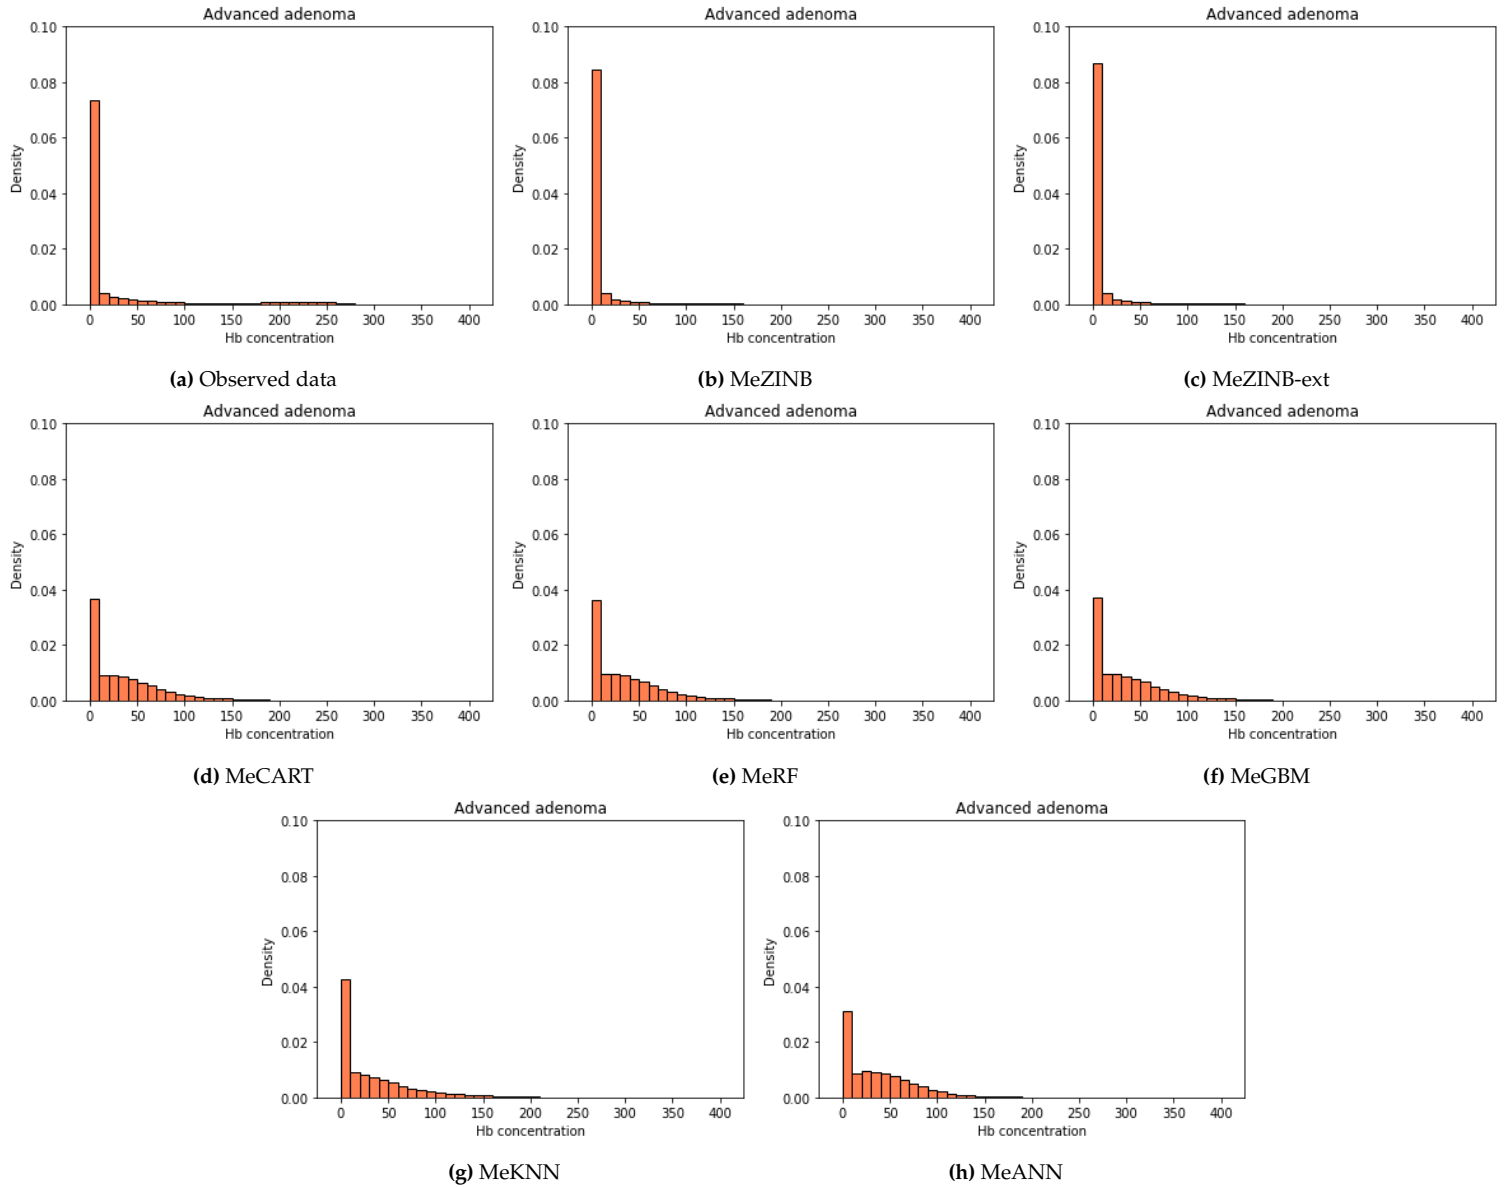 Advanced adenoma
0.10
0.08
0.06
0.04
0.02
0.00
Density
0 50 100 150 200 250 300 350 400
Hb concentration
(a) Observed data
Advanced adenoma
0.10
0.08
0.06
0.04
0.02
0.00
Density
0 50 100 150 200 250 300 350 400
Hb concentration
(b) MeZINB
Advanced adenoma
0.10
0.08
0.06
0.04
0.02
0.00
Density
0 50 100 150 200 250 300 350 400
Hb concentration
(c) MeZINB-ext
Advanced adenoma
0.10
0.08
0.06
0.04
0.02
0.00
Density
0 50 100 150 200 250 300 350 400
Hb concentration
(d) MeCART
Advanced adenoma
0.10
0.08
0.06
0.04
0.02
0.00
Density
0 50 100 150 200 250 300 350 400
Hb concentration
(e) MeRF
Advanced adenoma
0.10
0.08
0.06
0.04
0.02
0.00
Density
0 50 100 150 200 250 300 350 400
Hb concentration
(f) MeGBM
Advanced adenoma
0.10
0.08
0.06
0.04
0.02
0.00
Density
0 50 100 150 200 250 300 350 400
Hb concentration
(g) MeKNN
Advanced adenoma
0.10
0.08
0.06
0.04
0.02
0.00
Density
0 50 100 150 200 250 300 350 400
Hb concentration
(h) MeANN